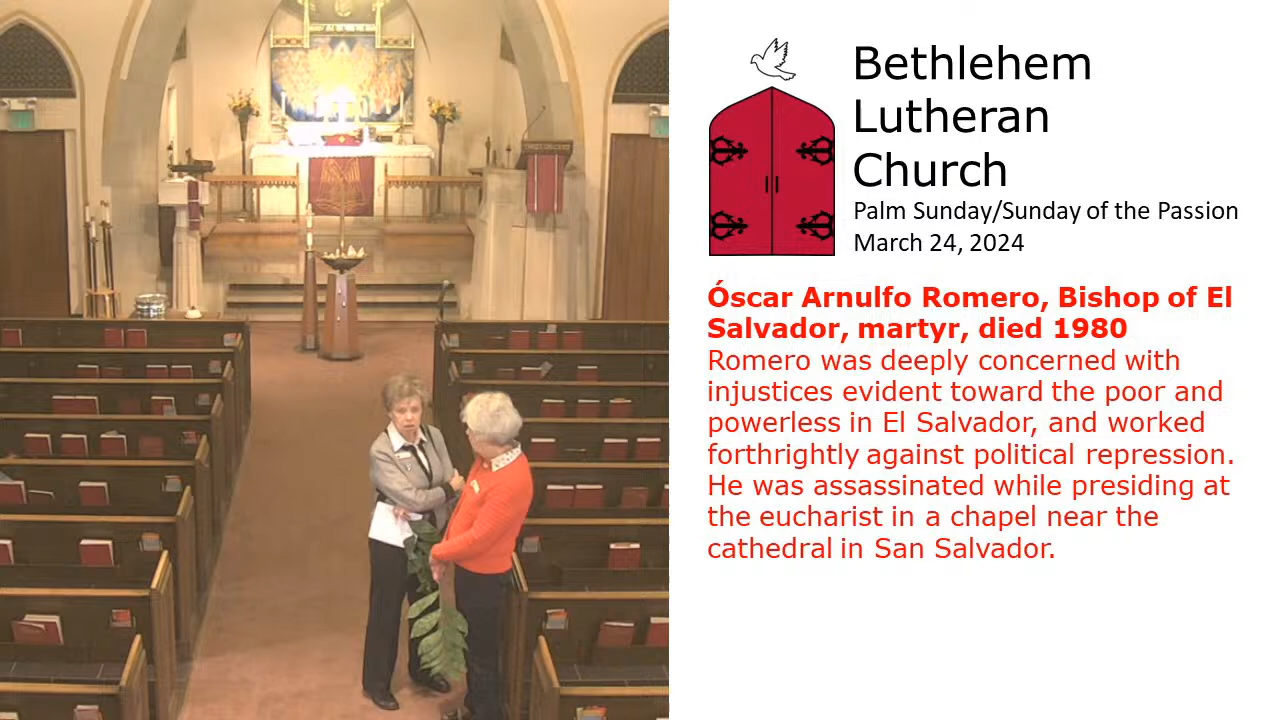 Bethlehem
Lutheran
Church
Palm Sunday/Sunday of the Passion
March 24, 2024
Óscar Arnulfo Romero, Bishop of El
Salvador, martyr, died 1980
Romero was deeply concerned with
injustices evident toward the poor and
powerless in El Salvador, and worked
forthrightly against political repression.
He was assassinated while presiding at
the eucharist in a chapel near the
cathedral in San Salvador.